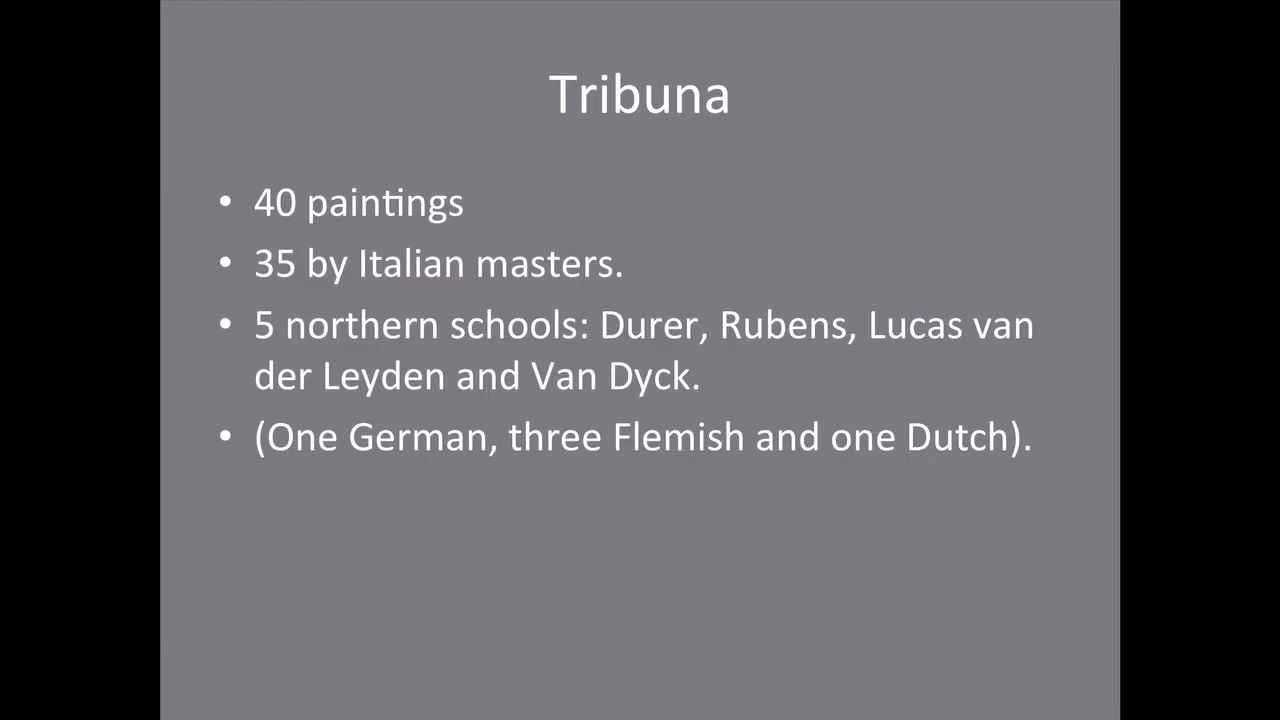 Tribuna
• 40 paintings
• 35 by Italian masters.
• 5 northern schools: Durer, Rubens, Lucas van
der Leyden and Van Dyck.
• (One German, three Flemish and one Dutch).